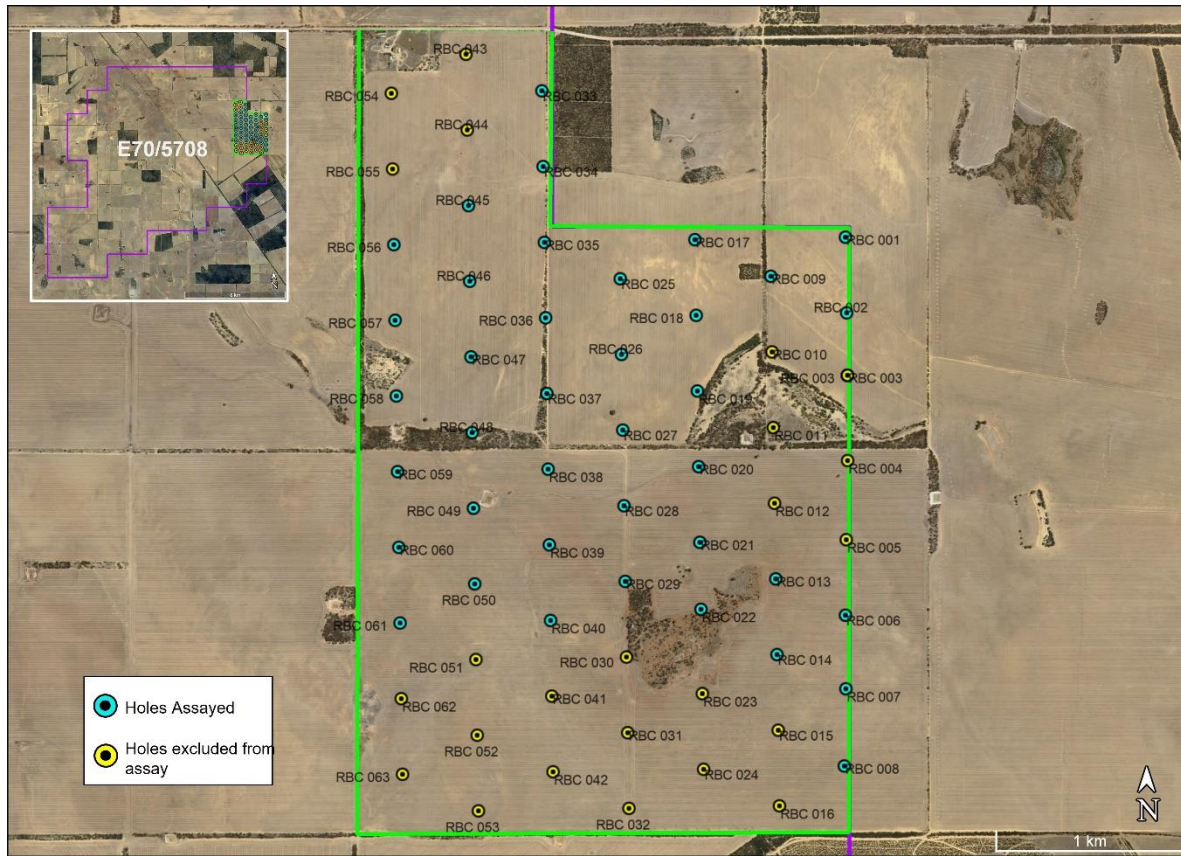 RBC 043
RBC 054
RBC 033
RBC 044
RBC 055
RBC 034
E70/5708
RBC 045
RBC 056
RBC 035
RBC 017
RBC 001
RBC 046
RBC 025
RBC 009
RBC 057
RBC 036
RBC 018
RBC 002
RBC 047
RBC 026
RBC 010
RBC 003
RBC 003
RBC 058
RBC 037
RBC 019
RBC 048
RBC 027
RBC 011
RBC 059
RBC 038
RBC 020
RBC 004
RBC 049
RBC 028
RBC 012
RBC 060
RBC 039
RBC 021
RBC 005
RBC 050
RBC 029
RBC 013
RBC 061
RBC 040
RBC 022
RBC 006
RBC 051
RBC 030
RBC 014
RBC 062
RBC 041
RBC 023
RBC 007
RBC 052
RBC 031
RBC 015
RBC 063
RBC 042
RBC 024
RBC 008
RBC 053
RBC 032
RBC 016
Holes Assayed
Holes excluded from
assay
N
1 km